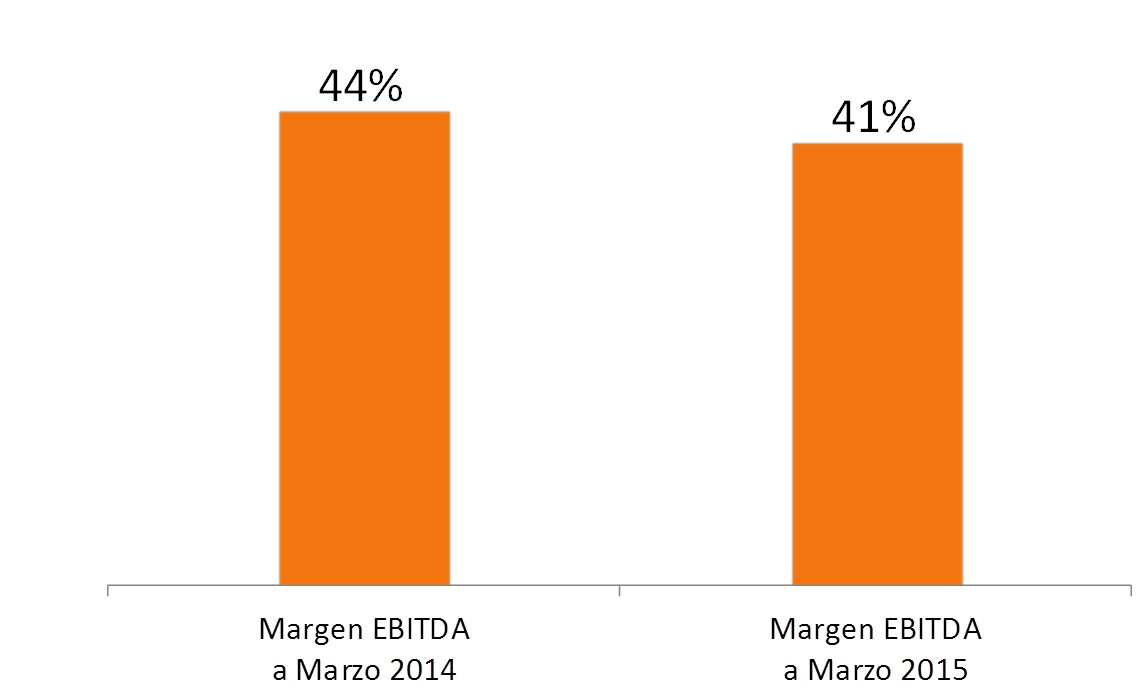 44%
41%
Margen EBITDA
a Marzo 2014
Margen EBITDA
a Marzo 2015